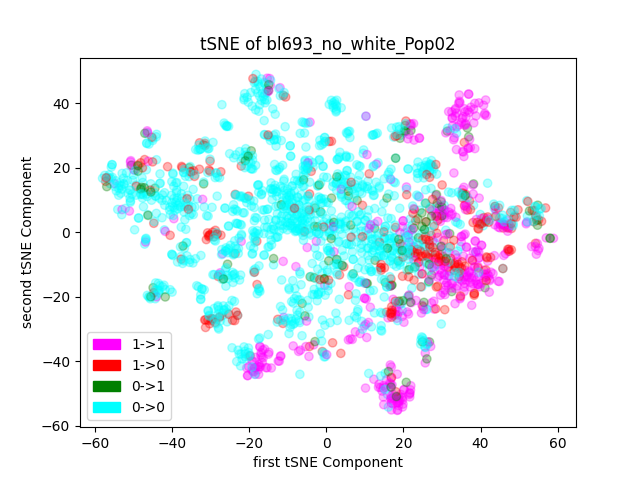 tSNE of bl693_no_white_Pop02
second tSNE Component
40
20
0
−20
−40
−60
1->1
1->0
0->1
0->0
−60 −40 −20 0 20 40 60
first tSNE Component